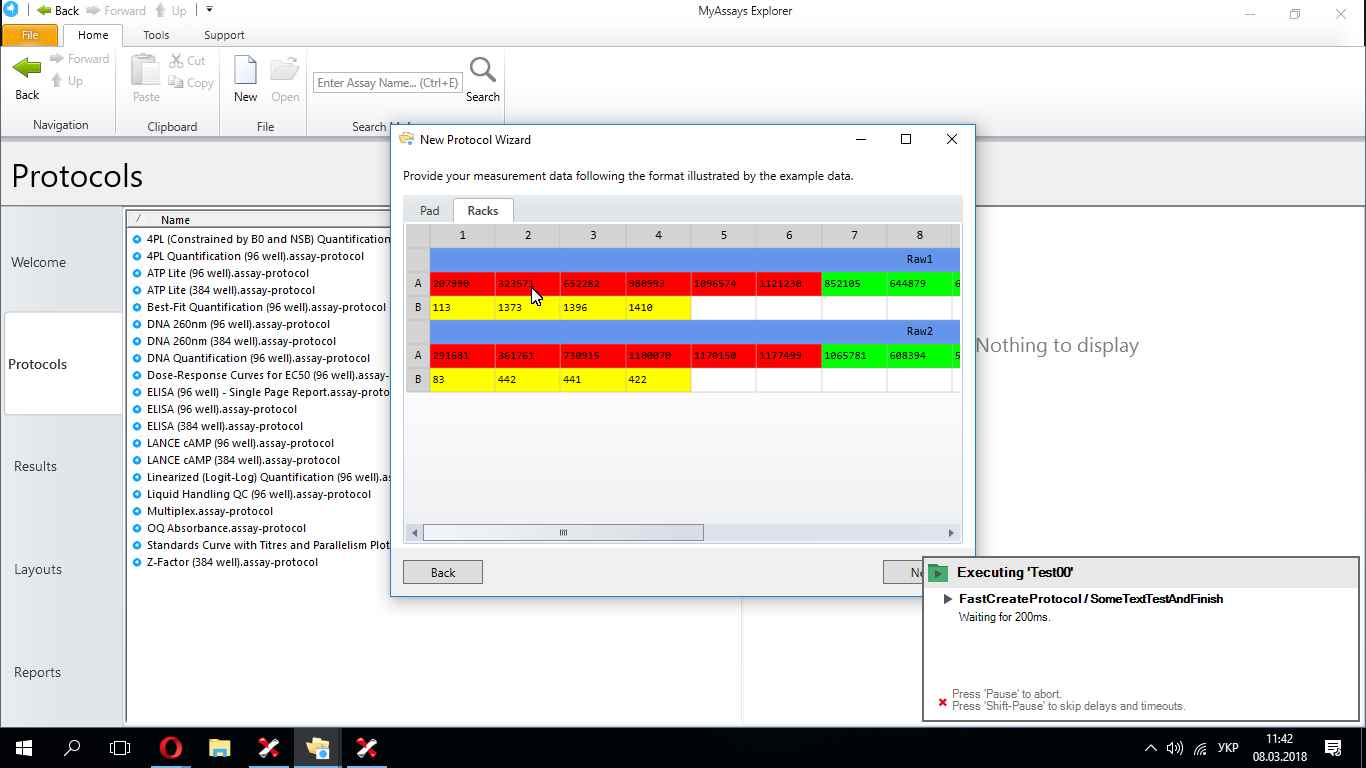 Back Forward Up MyAssays Explorer
File Home Tools Support
Back Forward Up Paste Cut Copy New Open Enter Assay Name... (Ctrl+E) Search
Navigation Clipboard File Search
Protocols
Welcome
Protocols
Results
Layouts
Reports
Name
4PL (Constrained by B0 and NSB) Quantification
4PL Quantification (96 well).assay-protocol
ATP Lite (96 well).assay-protocol
ATP Lite (384 well).assay-protocol
Best-Fit Quantification (96 well).assay-protocol
DNA 260nm (96 well).assay-protocol
DNA 260nm (384 well).assay-protocol
DNA Quantification (96 well).assay-protocol
Dose-Response Curves for EC50 (96 well).assay-
ELISA (96 well) - Single Page Report.assay-proto
ELISA (96 well).assay-protocol
ELISA (384 well).assay-protocol
LANCE cAMP (96 well).assay-protocol
LANCE cAMP (384 well).assay-protocol
Linearized (Logit-Log) Quantification (96 well).as
Liquid Handling QC (96 well).assay-protocol
Multiplex.assay-protocol
OQ Absorbance.assay-protocol
Standards Curve with Titres and Parallelism Plot
Z-Factor (384 well).assay-protocol
New Protocol Wizard
Provide your measurement data following the format illustrated by the example data.
Pad Racks
1 2 3 4 5 6 7 8
Raw1
A 207990 323571 652282 980993 1096574 1121230 852105 644879 6
B 113 1373 1396 1410
Raw2
A 291681 361761 730915 1100070 1170150 1177499 1065781 608394 5
B 83 442 441 422
Back Ne
Nothing to display
Executing 'Test00'
FastCreateProtocol / SomeTextTestAndFinish
Waiting for 200ms.
Press 'Pause' to abort.
Press 'Shift-Pause' to skip delays and timeouts.
УКР
11:42
08.03.2018